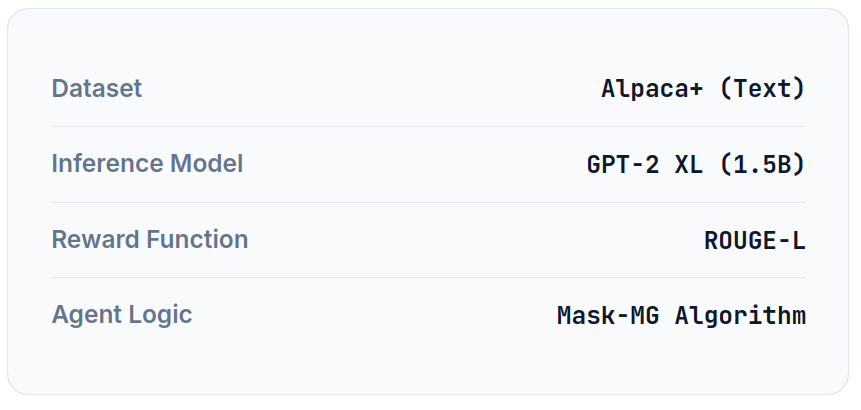 Dataset Alpaca+ (Text)
Inference Model GPT-2 XL (1.5B)
Reward Function ROUGE-L
Agent Logic Mask-MG Algorithm